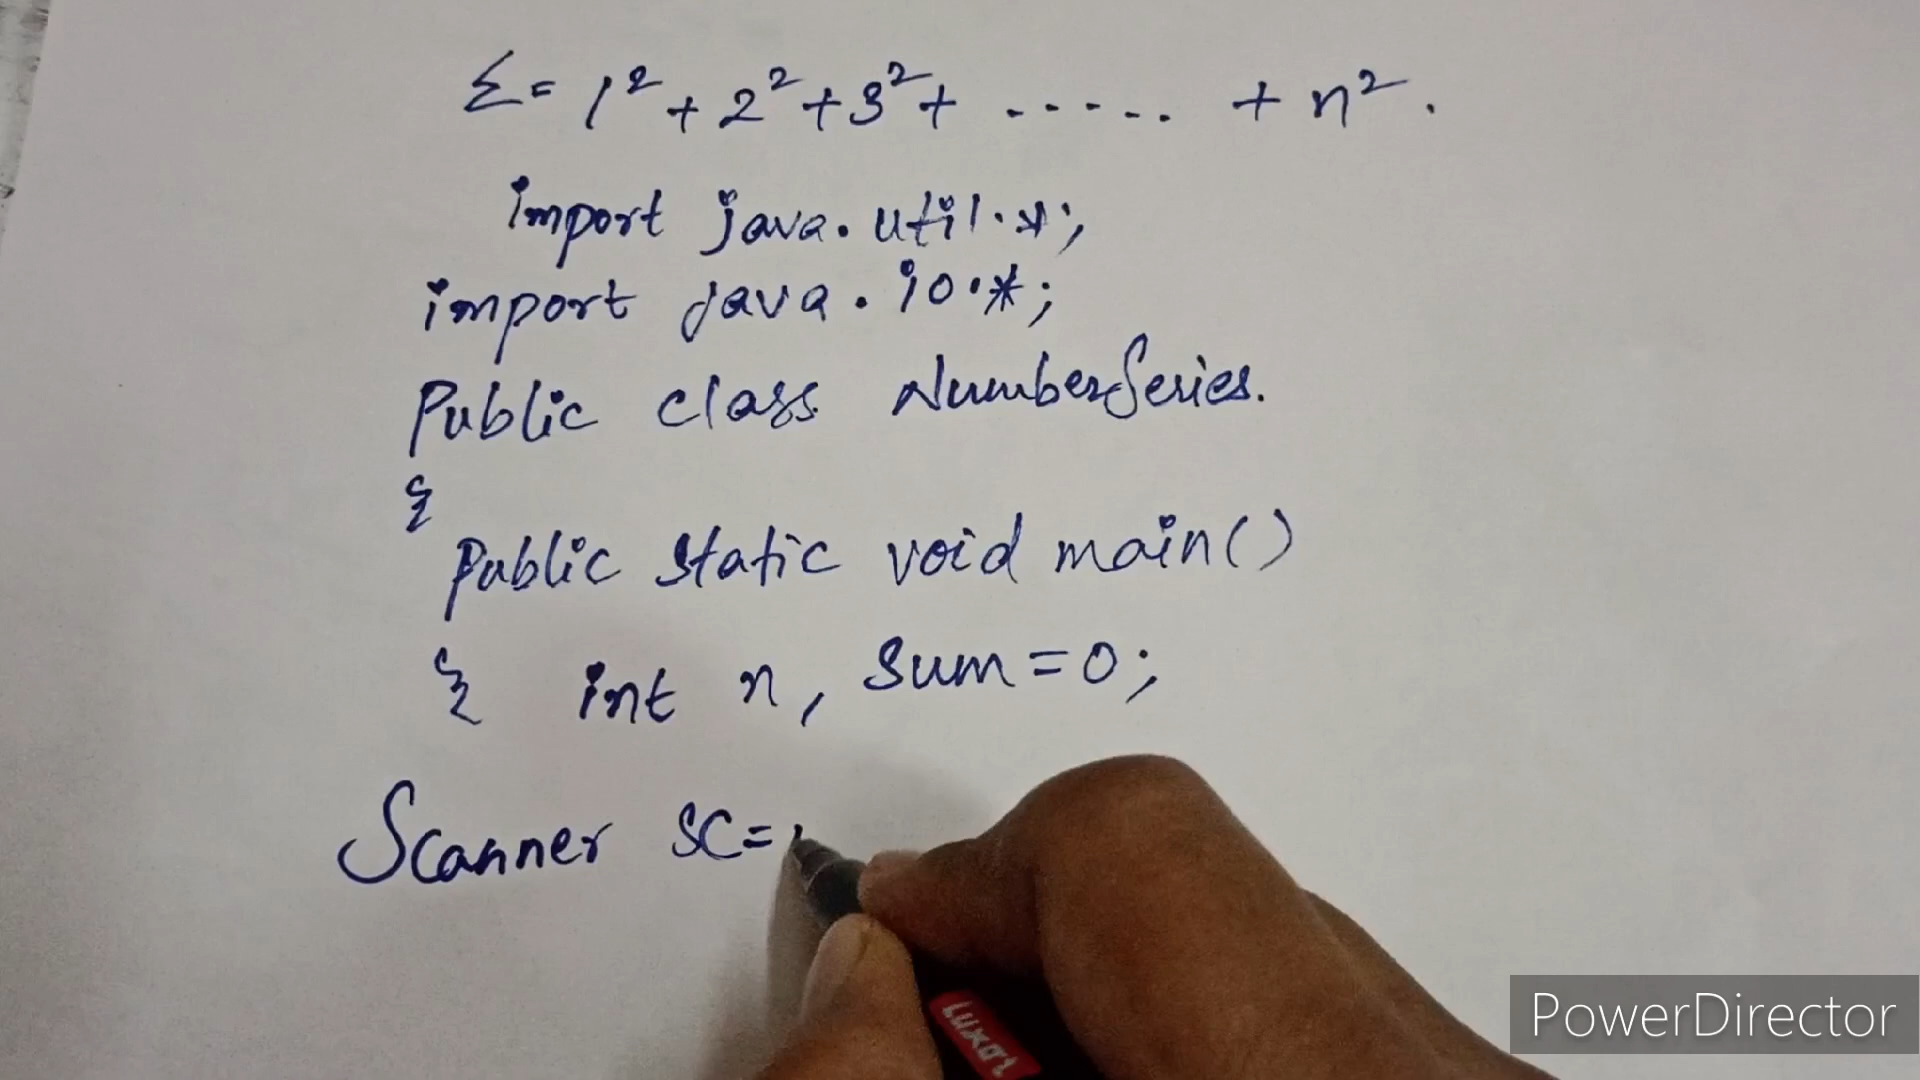 Σ= 1² + 2² + 3² + ...... + n².
import java.util.*;
import java.io.*;
Public class NumberSeries.
{
public static void main()
{ int n, sum=0;
Scanner sc=
LUXOR
PowerDirector